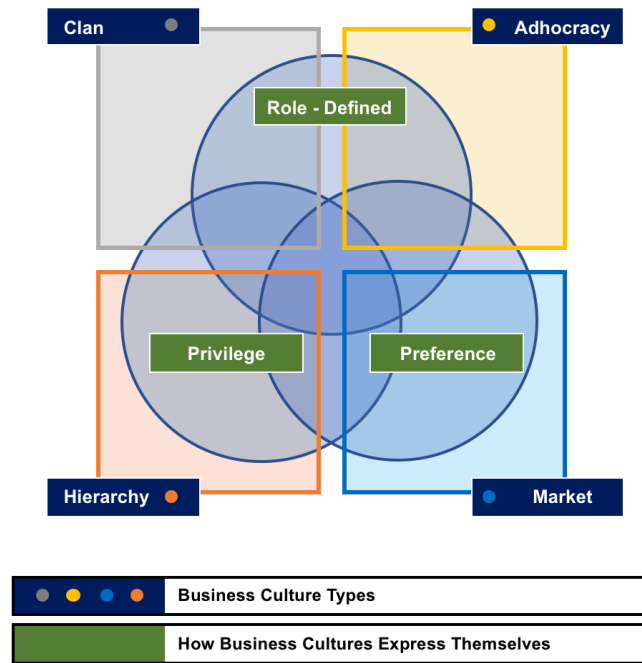 Clan
Adhocracy
Role - Defined
Privilege
Preference
Hierarchy
Market
Business Culture Types
How Business Cultures Express Themselves